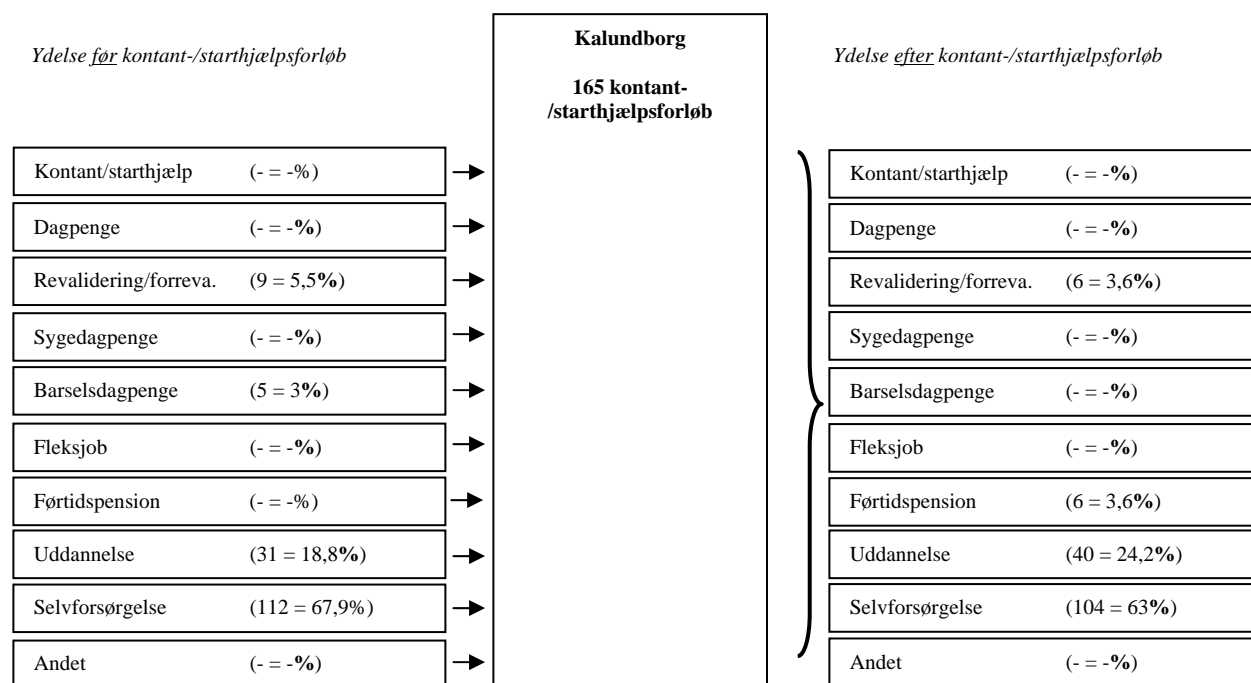 Ydelse før kontant-/starthjælpsforløb
Kontant/starthjælp (- = -%)
Dagpenge (- = -%)
Revalidering/forreva. (9 = 5,5%)
Sygedagpenge (- = -%)
Barselsdagpenge (5 = 3%)
Fleksjob (- = -%)
Førtidspension (- = -%)
Uddannelse (31 = 18,8%)
Selvforsørgelse (112 = 67,9%)
Andet (- = -%)
Kalundborg
165 kontant-
/starthjælpsforløb
Ydelse efter kontant-/starthjælpsforløb
Kontant/starthjælp (- = -%)
Dagpenge (- = -%)
Revalidering/forreva. (6 = 3,6%)
Sygedagpenge (- = -%)
Barselsdagpenge (- = -%)
Fleksjob (- = -%)
Førtidspension (6 = 3,6%)
Uddannelse (40 = 24,2%)
Selvforsørgelse (104 = 63%)
Andet (- = -%)